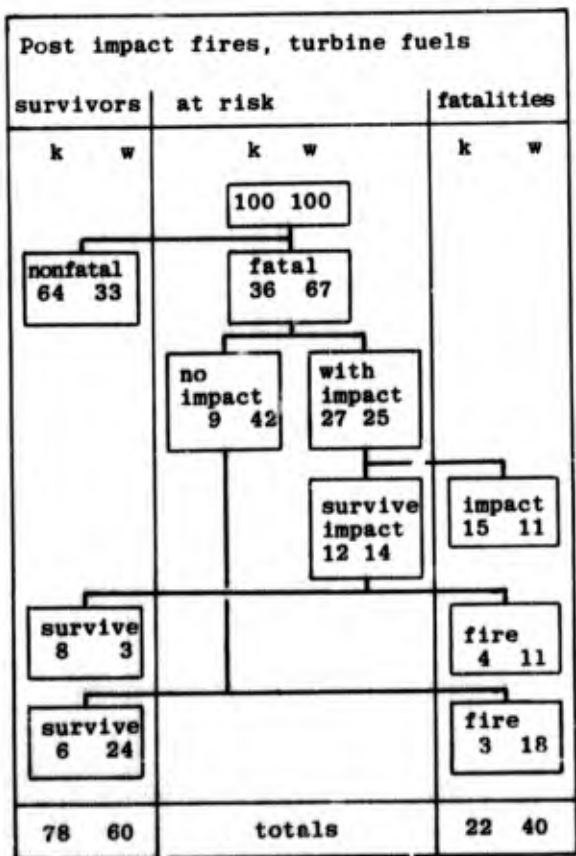 Post impact fires, turbine fuels
survivors at risk fatalities
k w k w k w
100 100
nonfatal fatal
64 33 36 67
no with
impact impact
9 42 27 25
survive impact
impact 15 11
12 14
survive fire
8 3 4 11
survive fire
6 24 3 18
78 60 totals 22 40